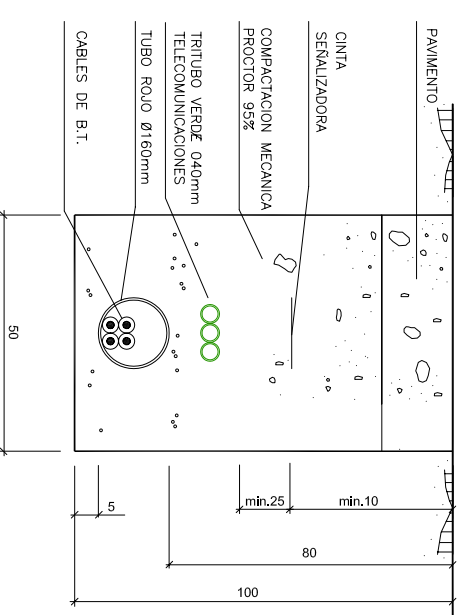 PAVIMENTO
CINTA
SEÑALIZADORA
COMPACTACION MECANICA
PROCTOR 95%
TRITUBO VERDE 040mm
TELECOMUNICACIONES
TUBO ROJO Ø160mm
CABLES DE B.T.
50
5
min.25
min.10
80
100